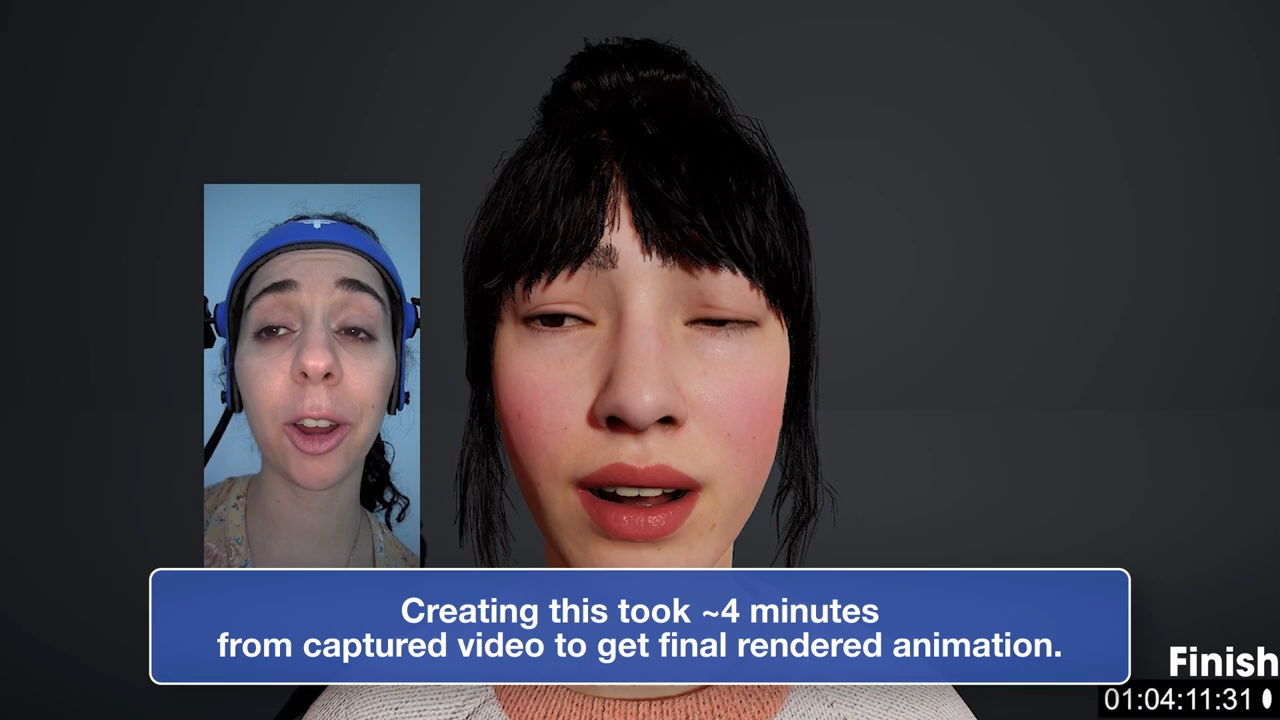 Creating this took ~4 minutes
from captured video to get final rendered animation.
Finish
01:04:11:31